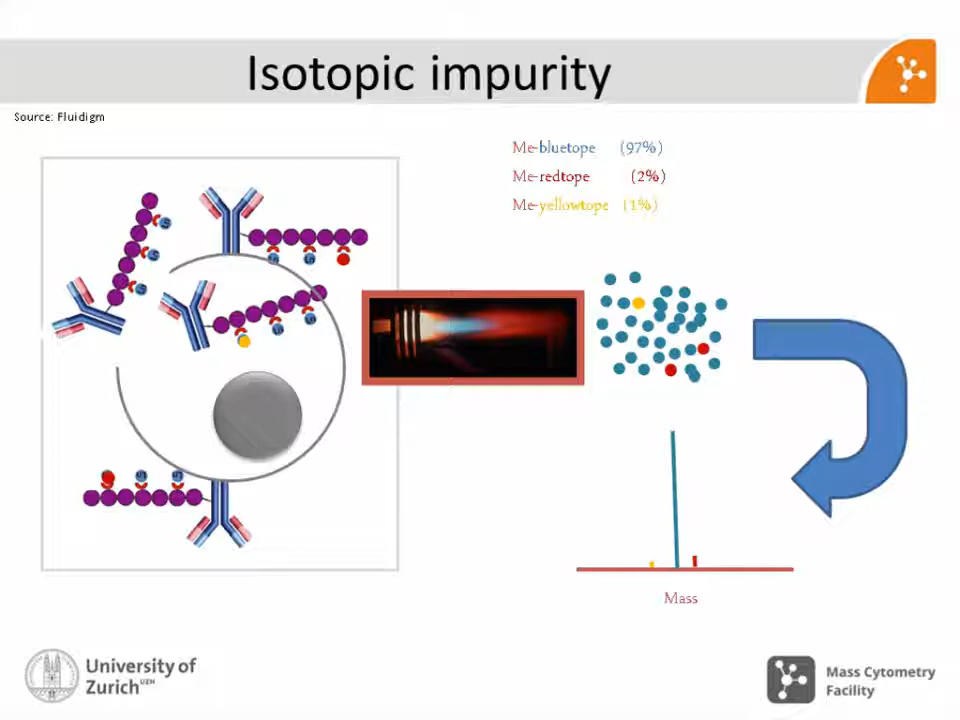 Isotopic impurity
Source: Fluidigm
Me-bluetope (97%)
Me-redtope (2%)
Me-yellowtope (1%)
Mass
University of
Zurich UZH
Mass Cytometry
Facility